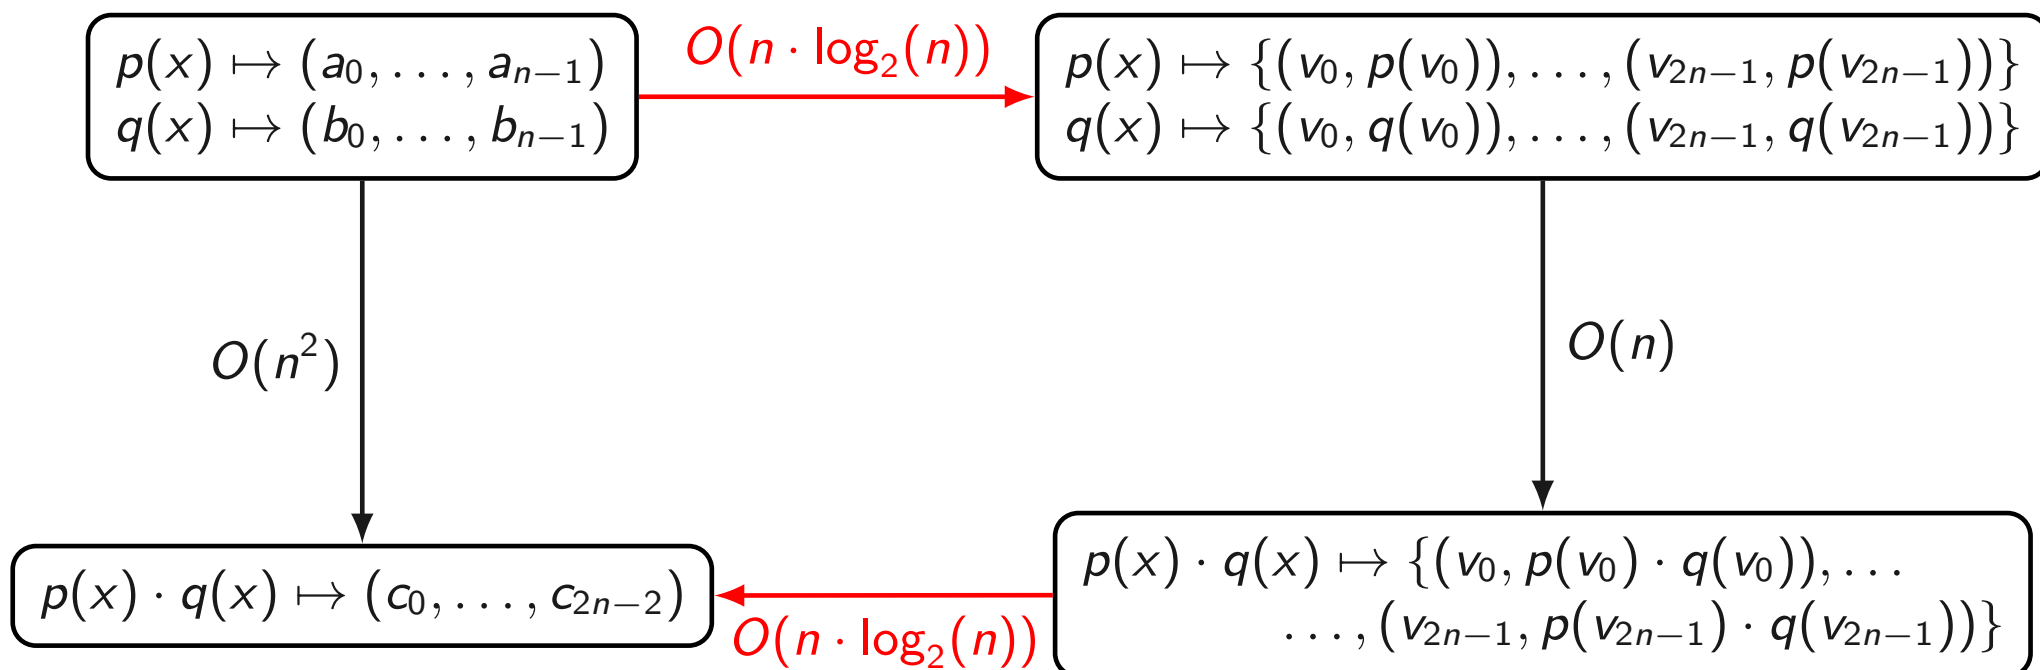 p(x) ↦ (a₀, . . . , aₙ₋₁)
q(x) ↦ (b₀, . . . , bₙ₋₁)
O(n · log₂(n))
p(x) ↦ {(v₀, p(v₀)), . . . , (v₂ₙ₋₁, p(v₂ₙ₋₁))}
q(x) ↦ {(v₀, q(v₀)), . . . , (v₂ₙ₋₁, q(v₂ₙ₋₁))}
O(n²)
O(n)
p(x) · q(x) ↦ (c₀, . . . , c₂ₙ₋₂)
O(n · log₂(n))
p(x) · q(x) ↦ {(v₀, p(v₀) · q(v₀)), . . .
. . . , (v₂ₙ₋₁, p(v₂ₙ₋₁) · q(v₂ₙ₋₁))}